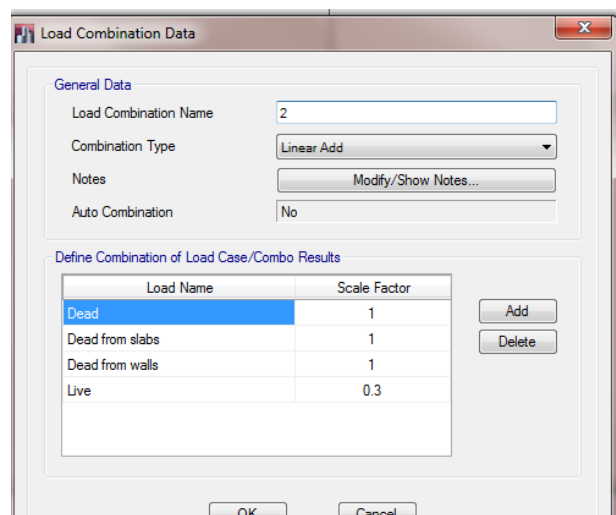 Load Combination Data
General Data
Load Combination Name 2
Combination Type Linear Add
Notes Modify/Show Notes...
Auto Combination No
Define Combination of Load Case/Combo Results
Load Name Scale Factor
Dead 1 Add
Dead from slabs 1 Delete
Dead from walls 1
Live 0.3
OK Cancel